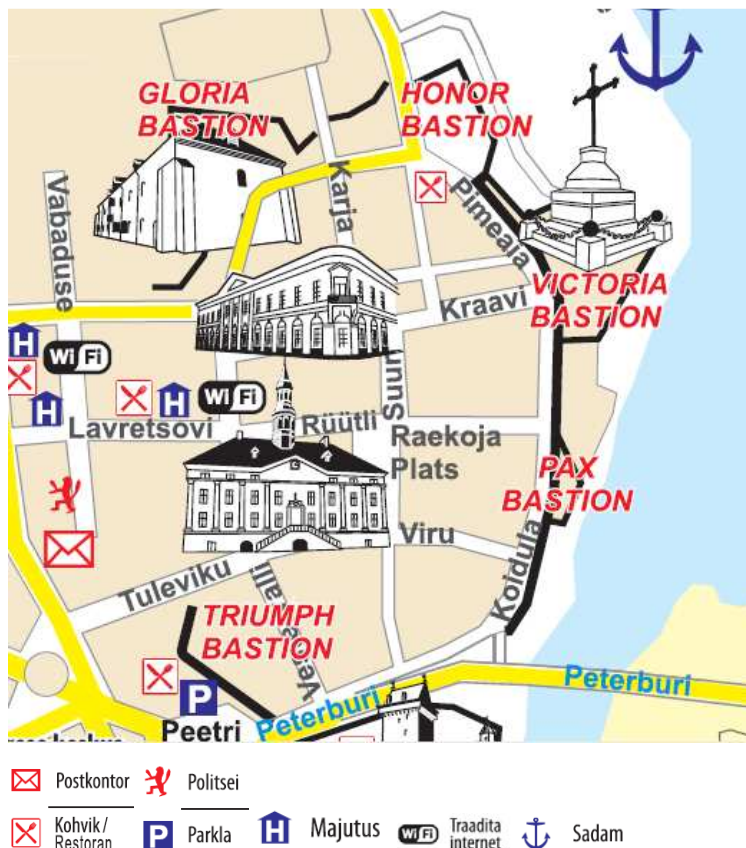 GLORIA
BASTION
HONOR
BASTION
Karja
Pimeaia
Vabaduse
VICTORIA
BASTION
Kraavi
H
Wi Fi
H
H
Wi Fi
Suur
Lavretsovi
Rüütli
Raekoja
Plats
PAX
BASTION
Viru
Koidula
Tuleviku
TRIUMPH
BASTION
P
Peetri
Peterburi
Peterburi
Postkontor
Politsei
Kohvik /
Restoran
P
Parkla
H
Majutus
Wi Fi
Traadita
internet
Sadam